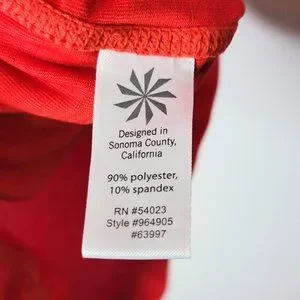 Designed in
Sonoma County,
California
90% polyester,
10% spandex
RN #54023
Style #964905
#63997